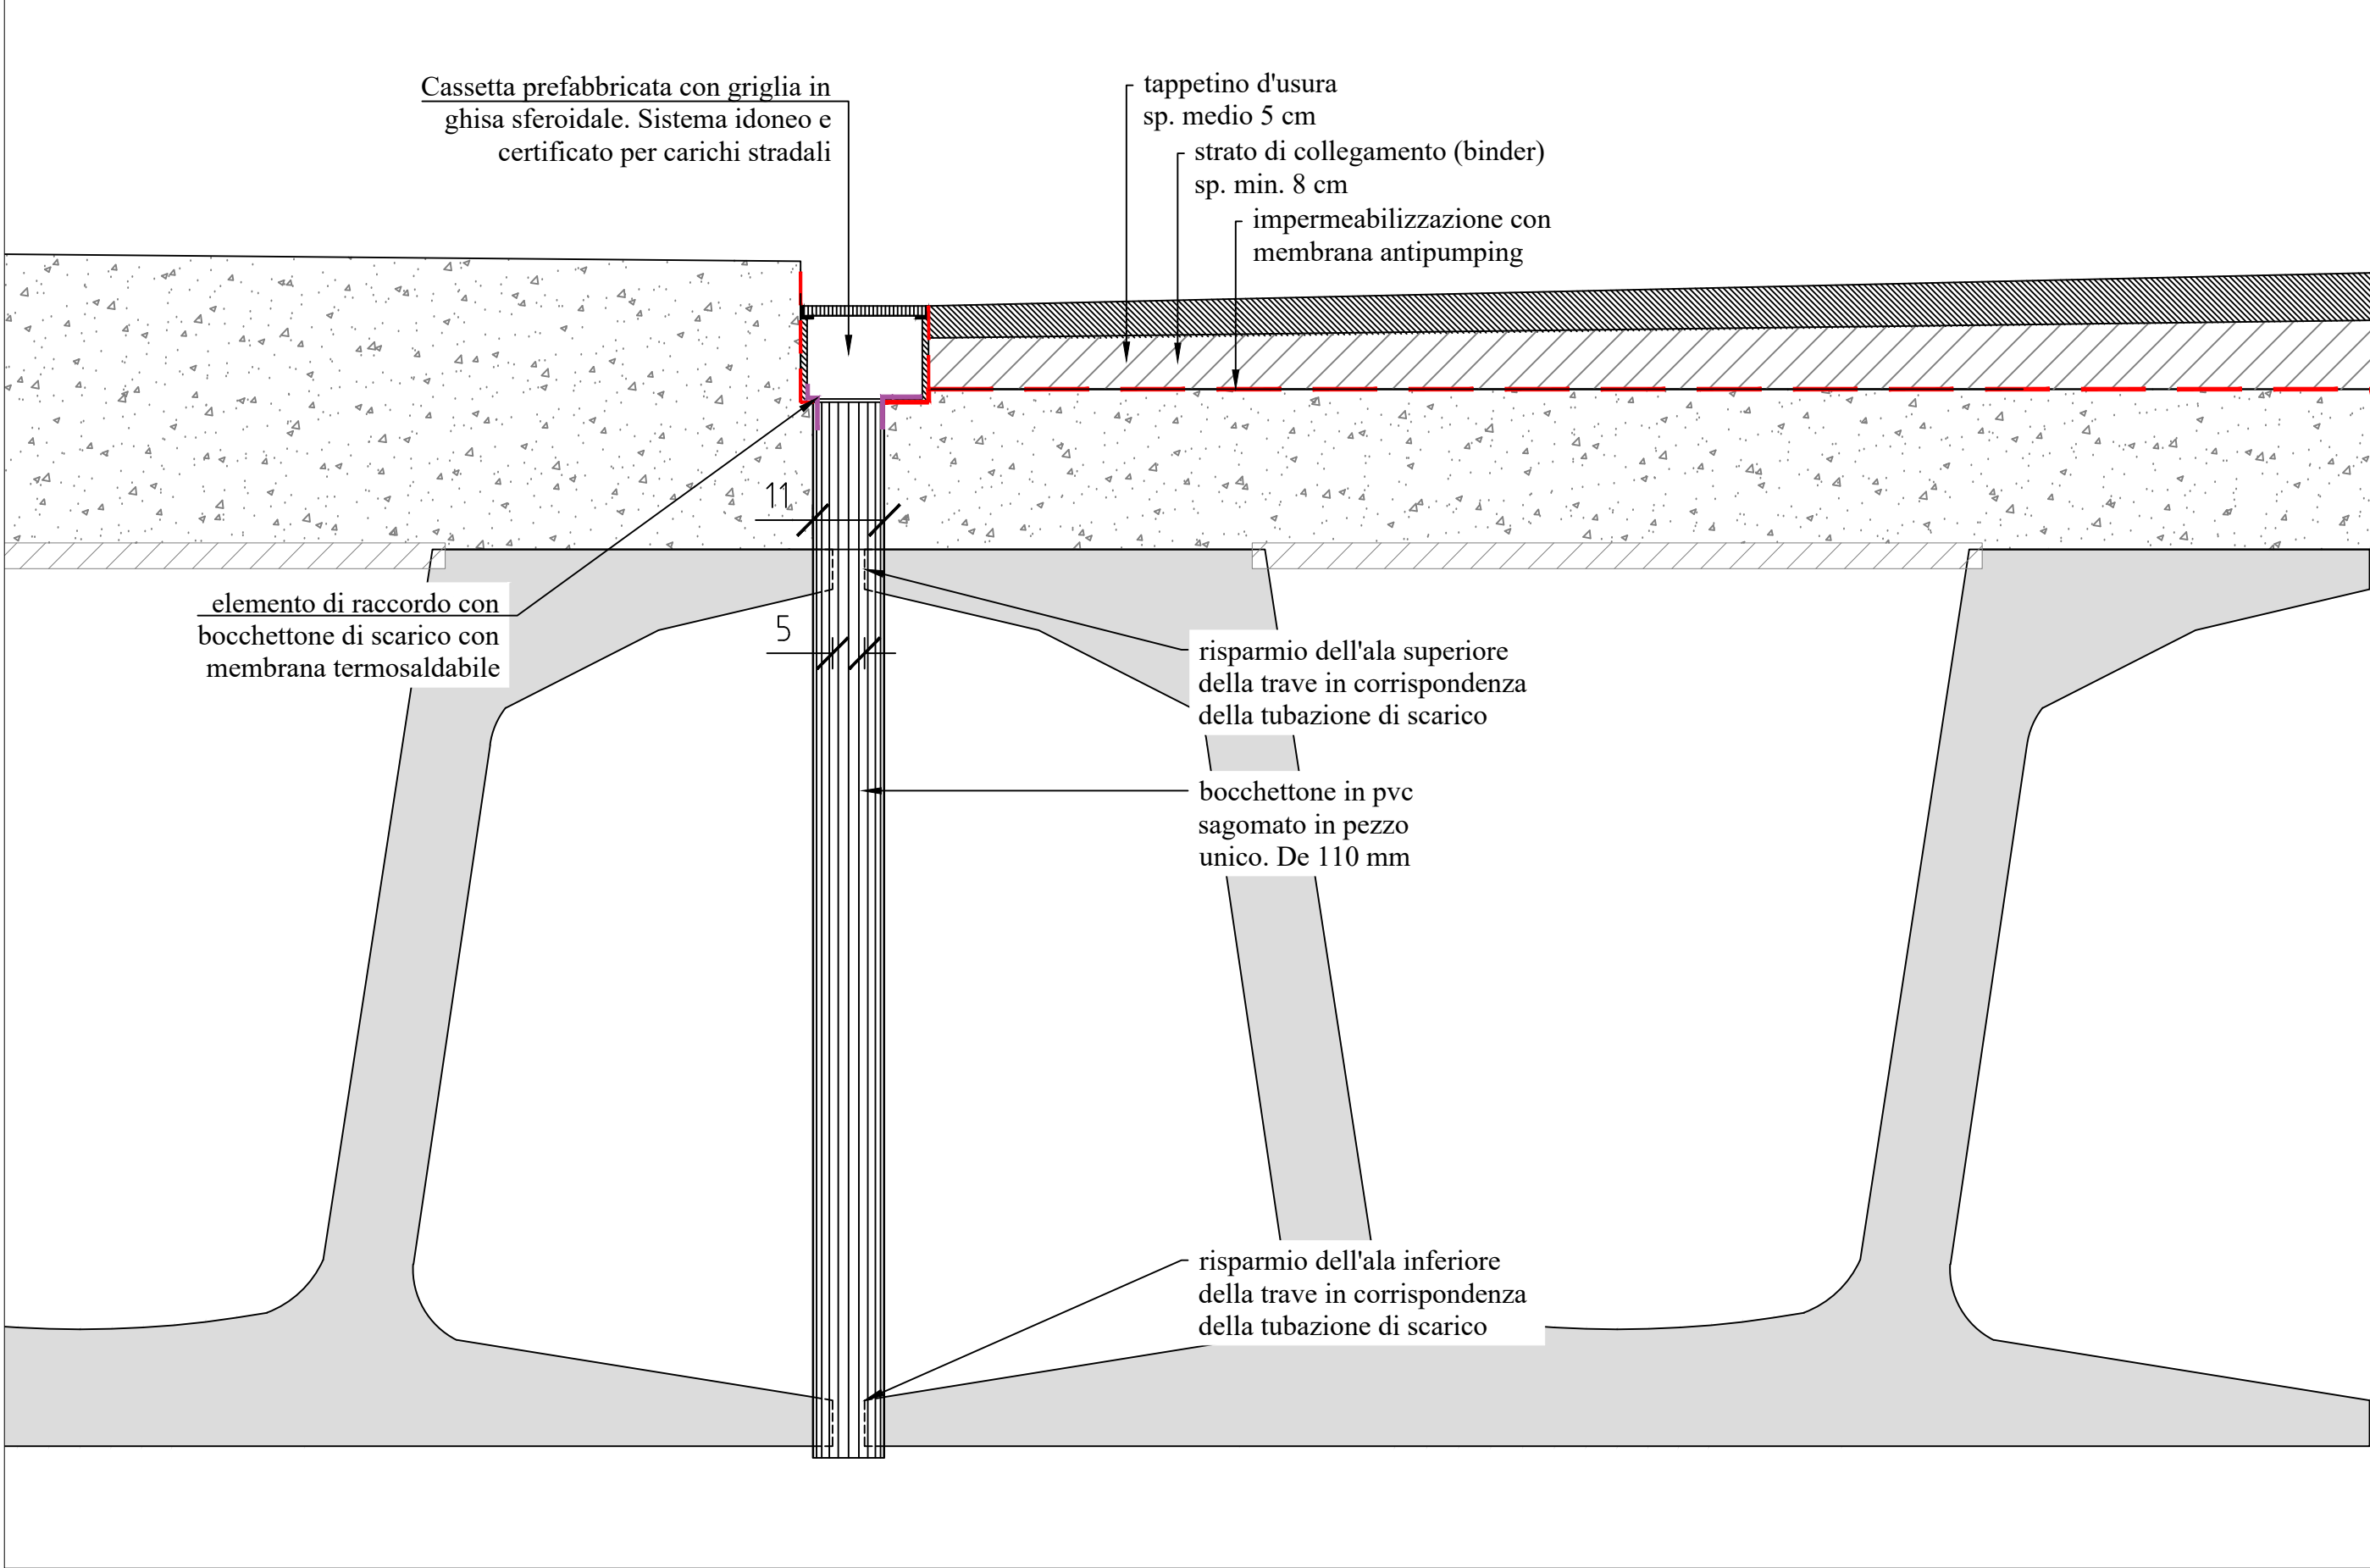 Cassetta prefabbricata con griglia in
ghisa sferoidale. Sistema idoneo e
certificato per carichi stradali
tappetino d'usura
sp. medio 5 cm
strato di collegamento (binder)
sp. min. 8 cm
impermeabilizzazione con
membrana antipumping
11
elemento di raccordo con
bocchettone di scarico con
membrana termosaldabile
5
risparmio dell'ala superiore
della trave in corrispondenza
della tubazione di scarico
bocchettone in pvc
sagomato in pezzo
unico. De 110 mm
risparmio dell'ala inferiore
della trave in corrispondenza
della tubazione di scarico